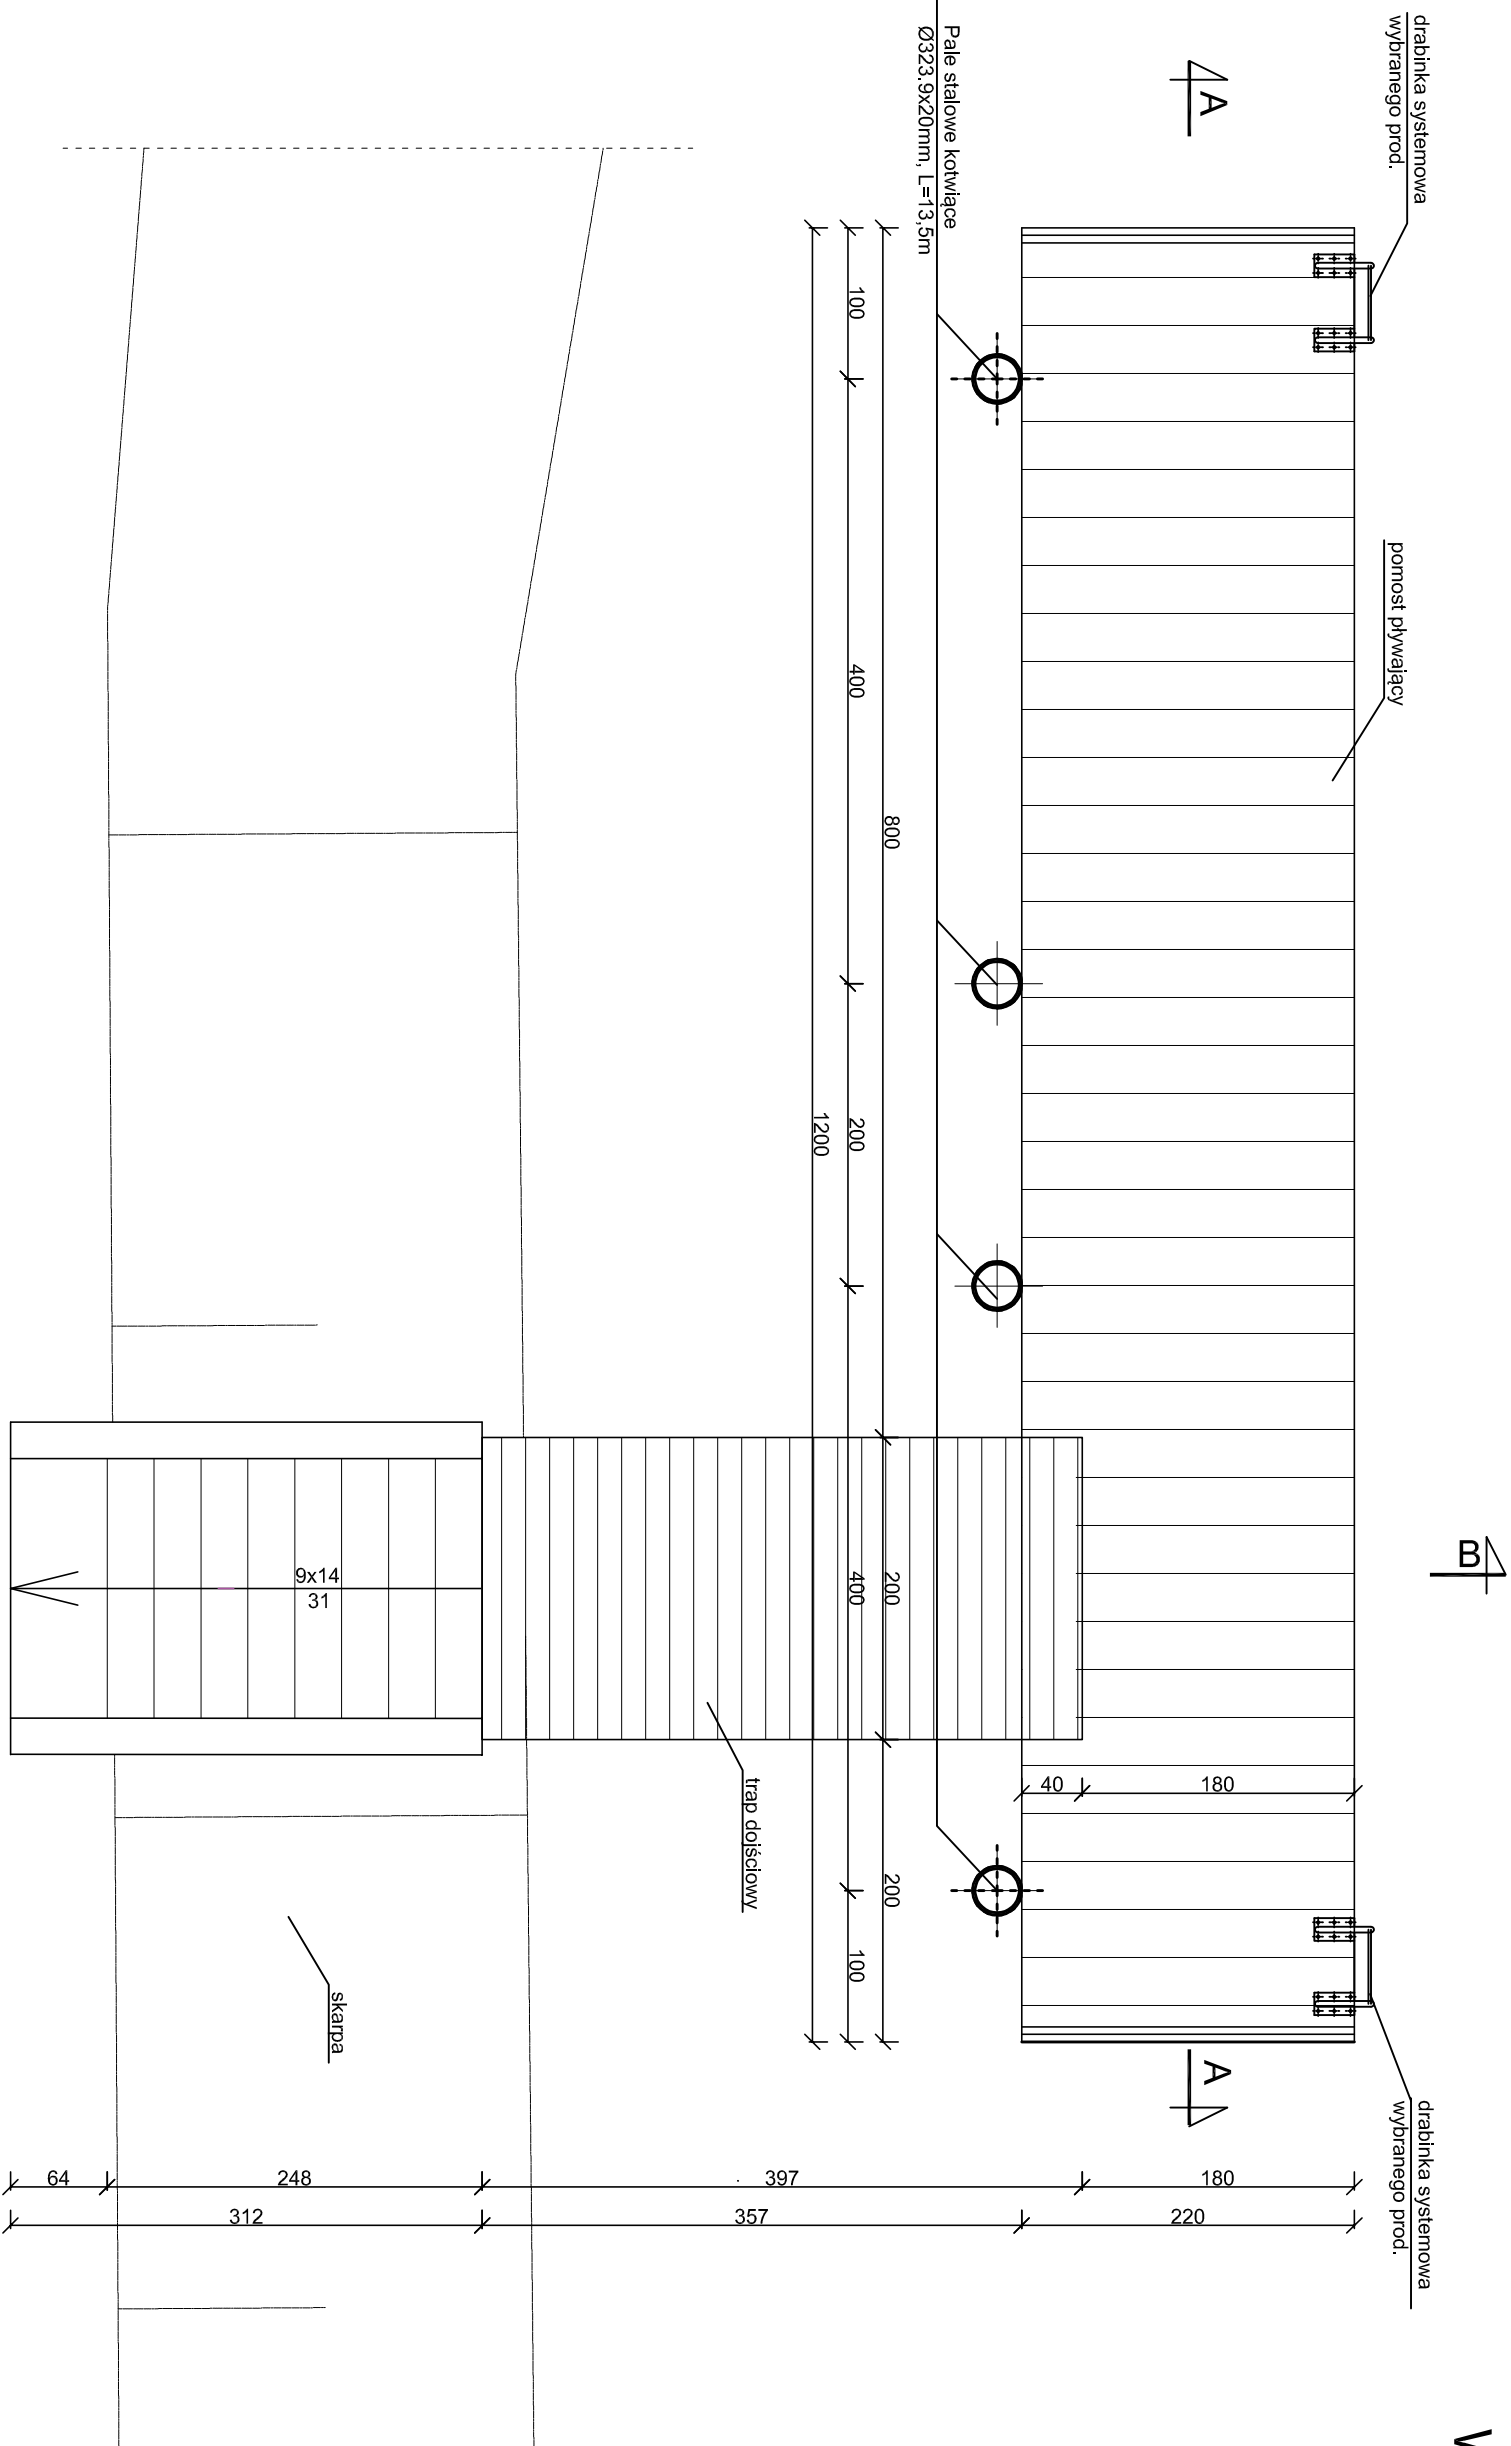 drabinka systemowa
wybranego prod.
A
Pale stalowe kotwiące
Ø323.9x20mm, L=13,5m
pomost pływający
100
400
200
400
100
800
200
200
1200
B
40
180
9x14
31
trap dojściowy
skarpa
A
drabinka systemowa
wybranego prod.
64
248
397
180
312
357
220